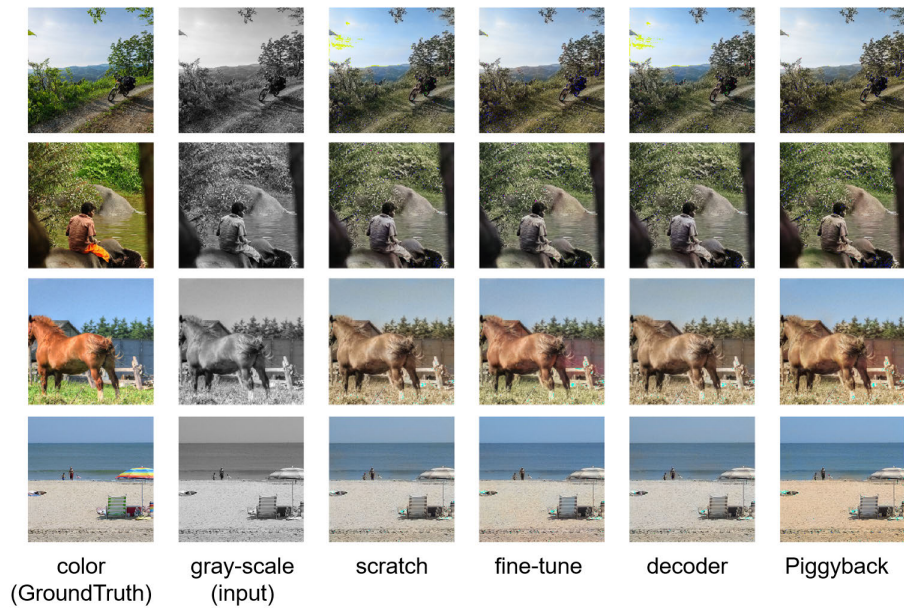 color gray-scale scratch fine-tune decoder Piggyback
(GroundTruth) (input)